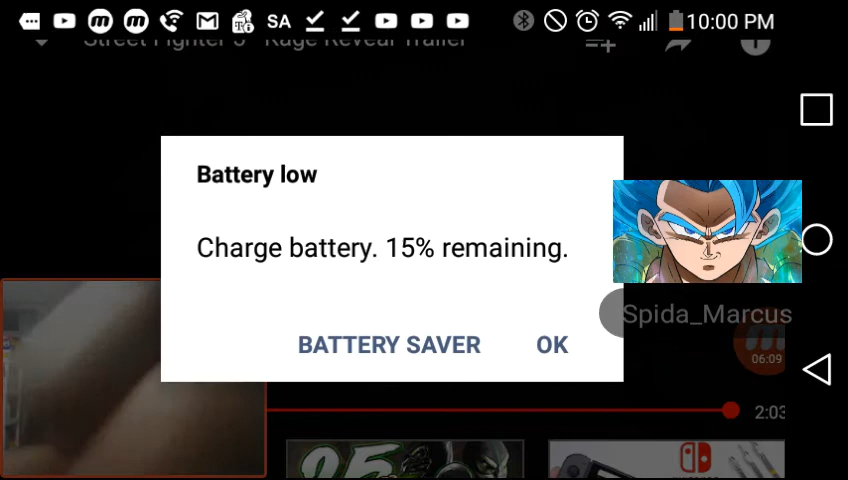 SA
10:00 PM
Street Fighter 5 - Rage Reveal Trailer
Battery low
Charge battery. 15% remaining.
BATTERY SAVER OK
Spida_Marcus
06:09
2:03